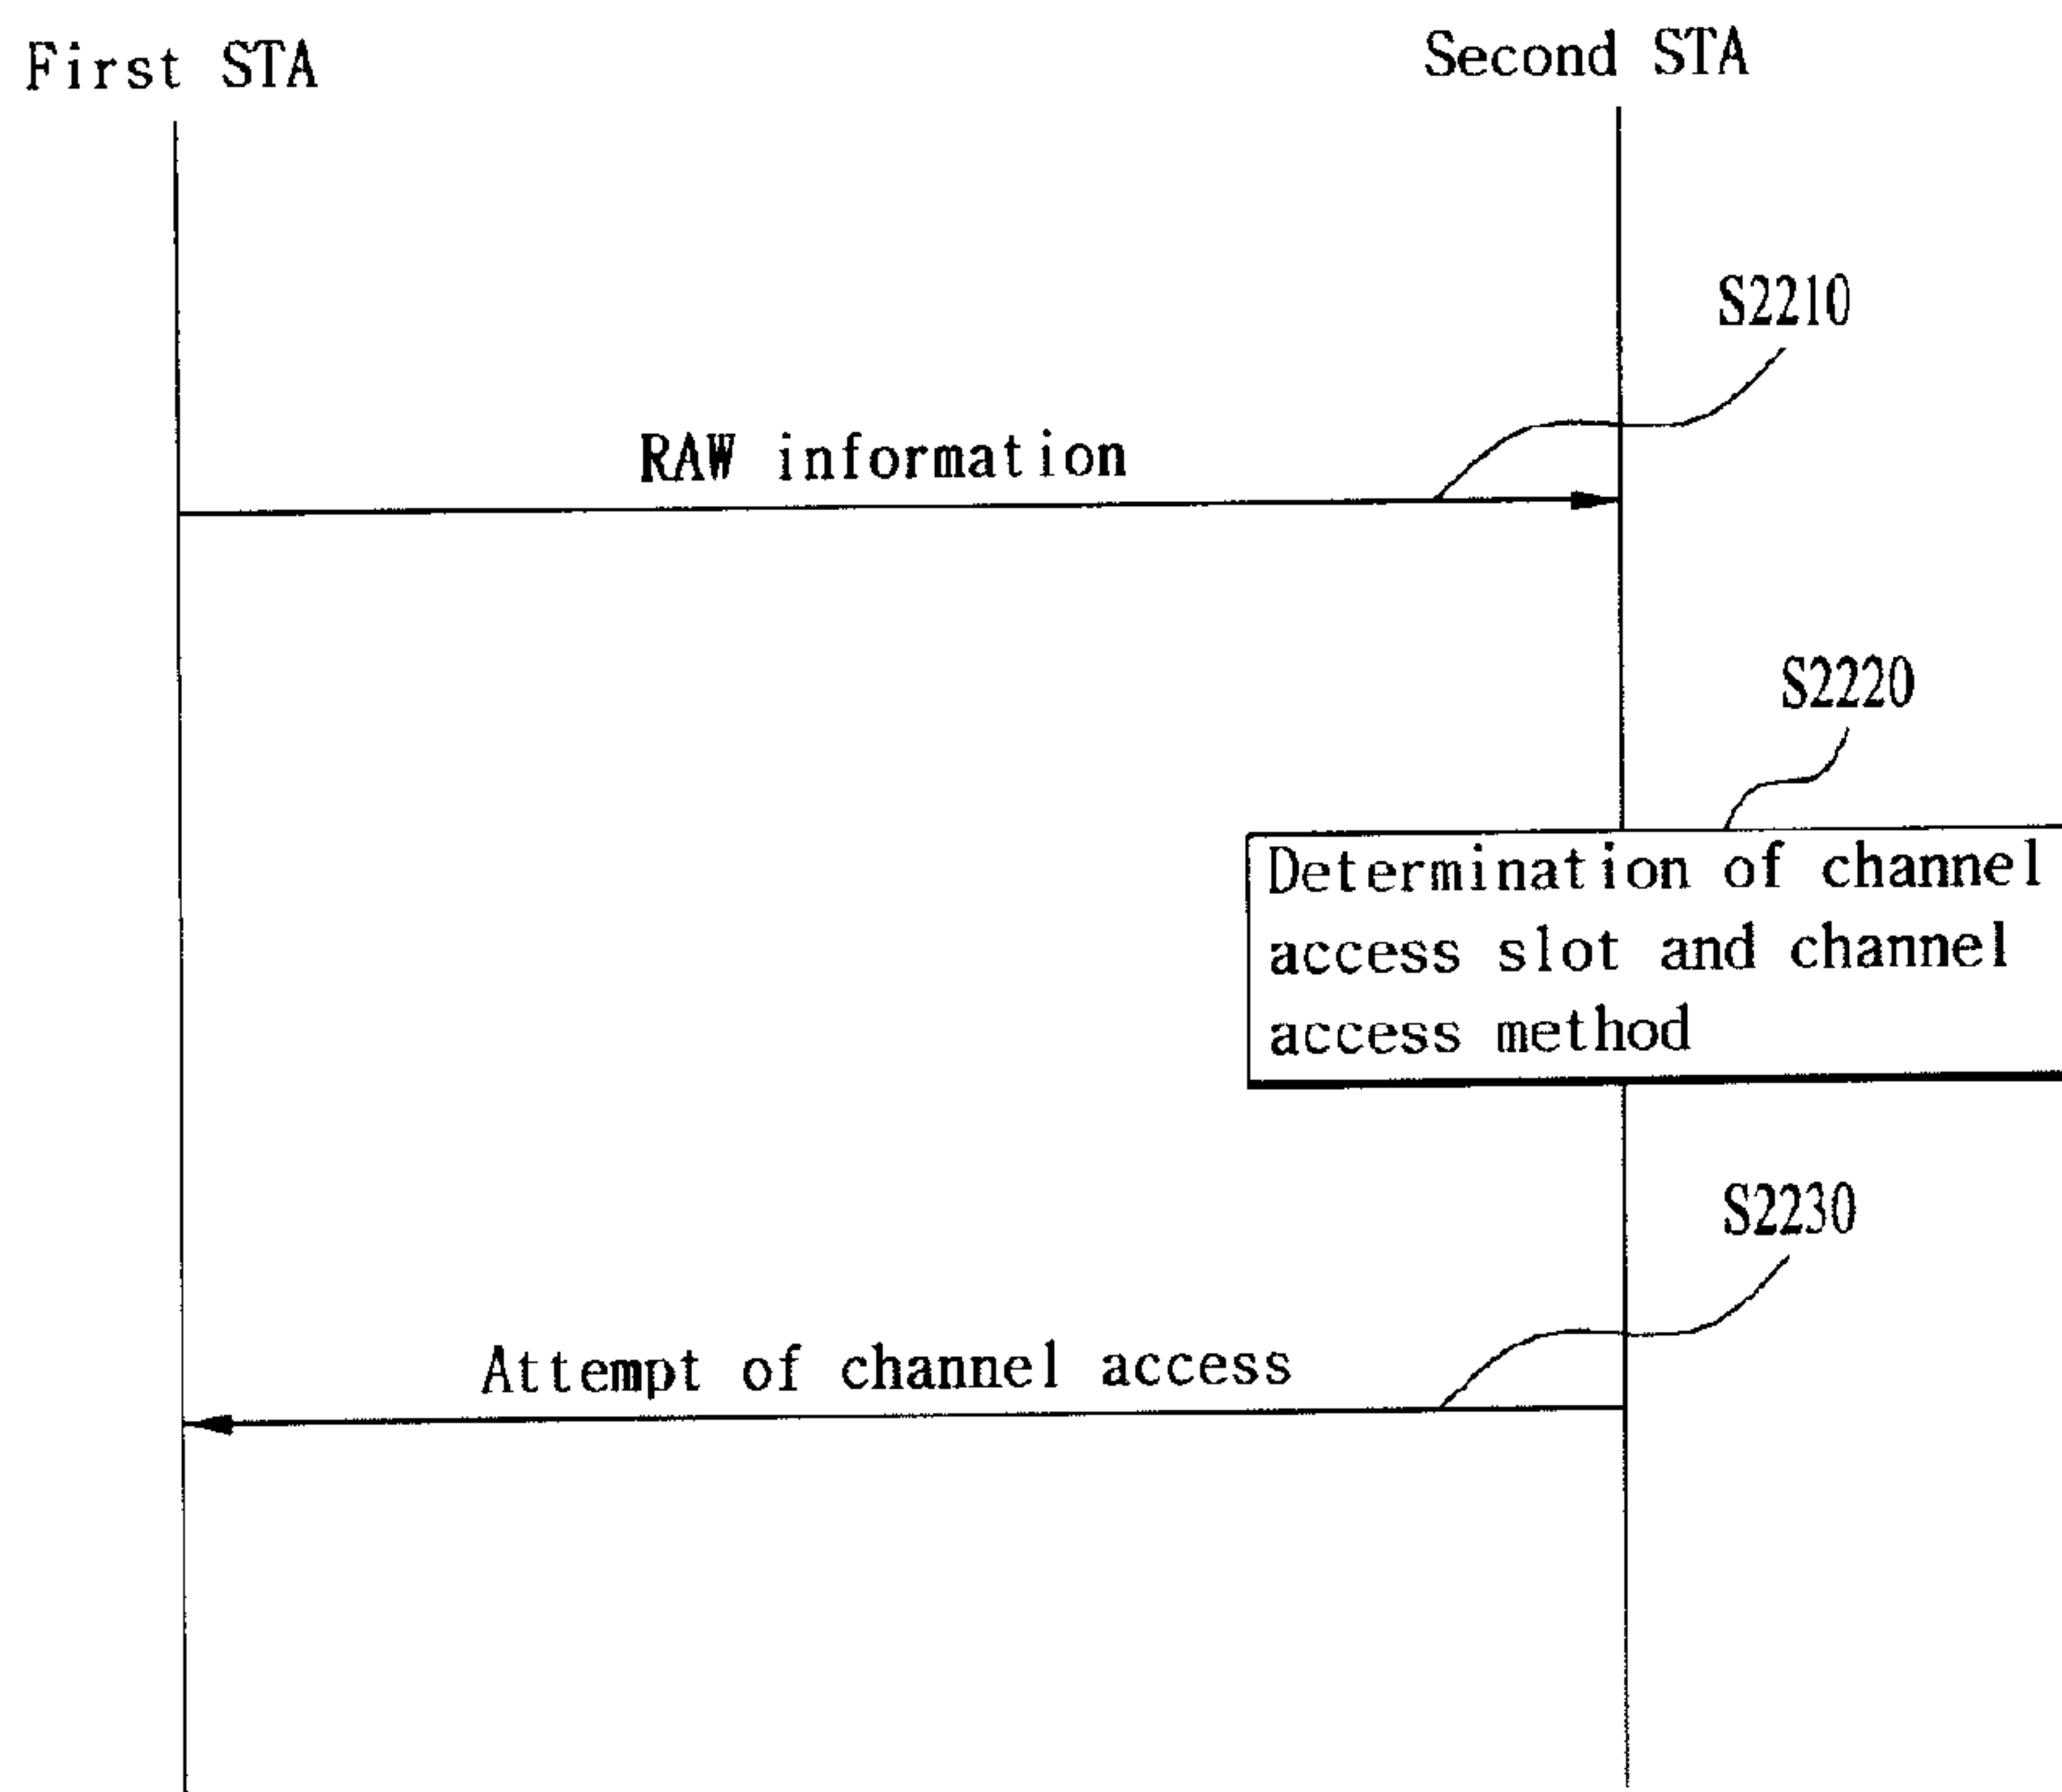 First STA
Second STA
S2210
RAW information
S2220
Determination of channel
access slot and channel
access method
S2230
Attempt of channel access